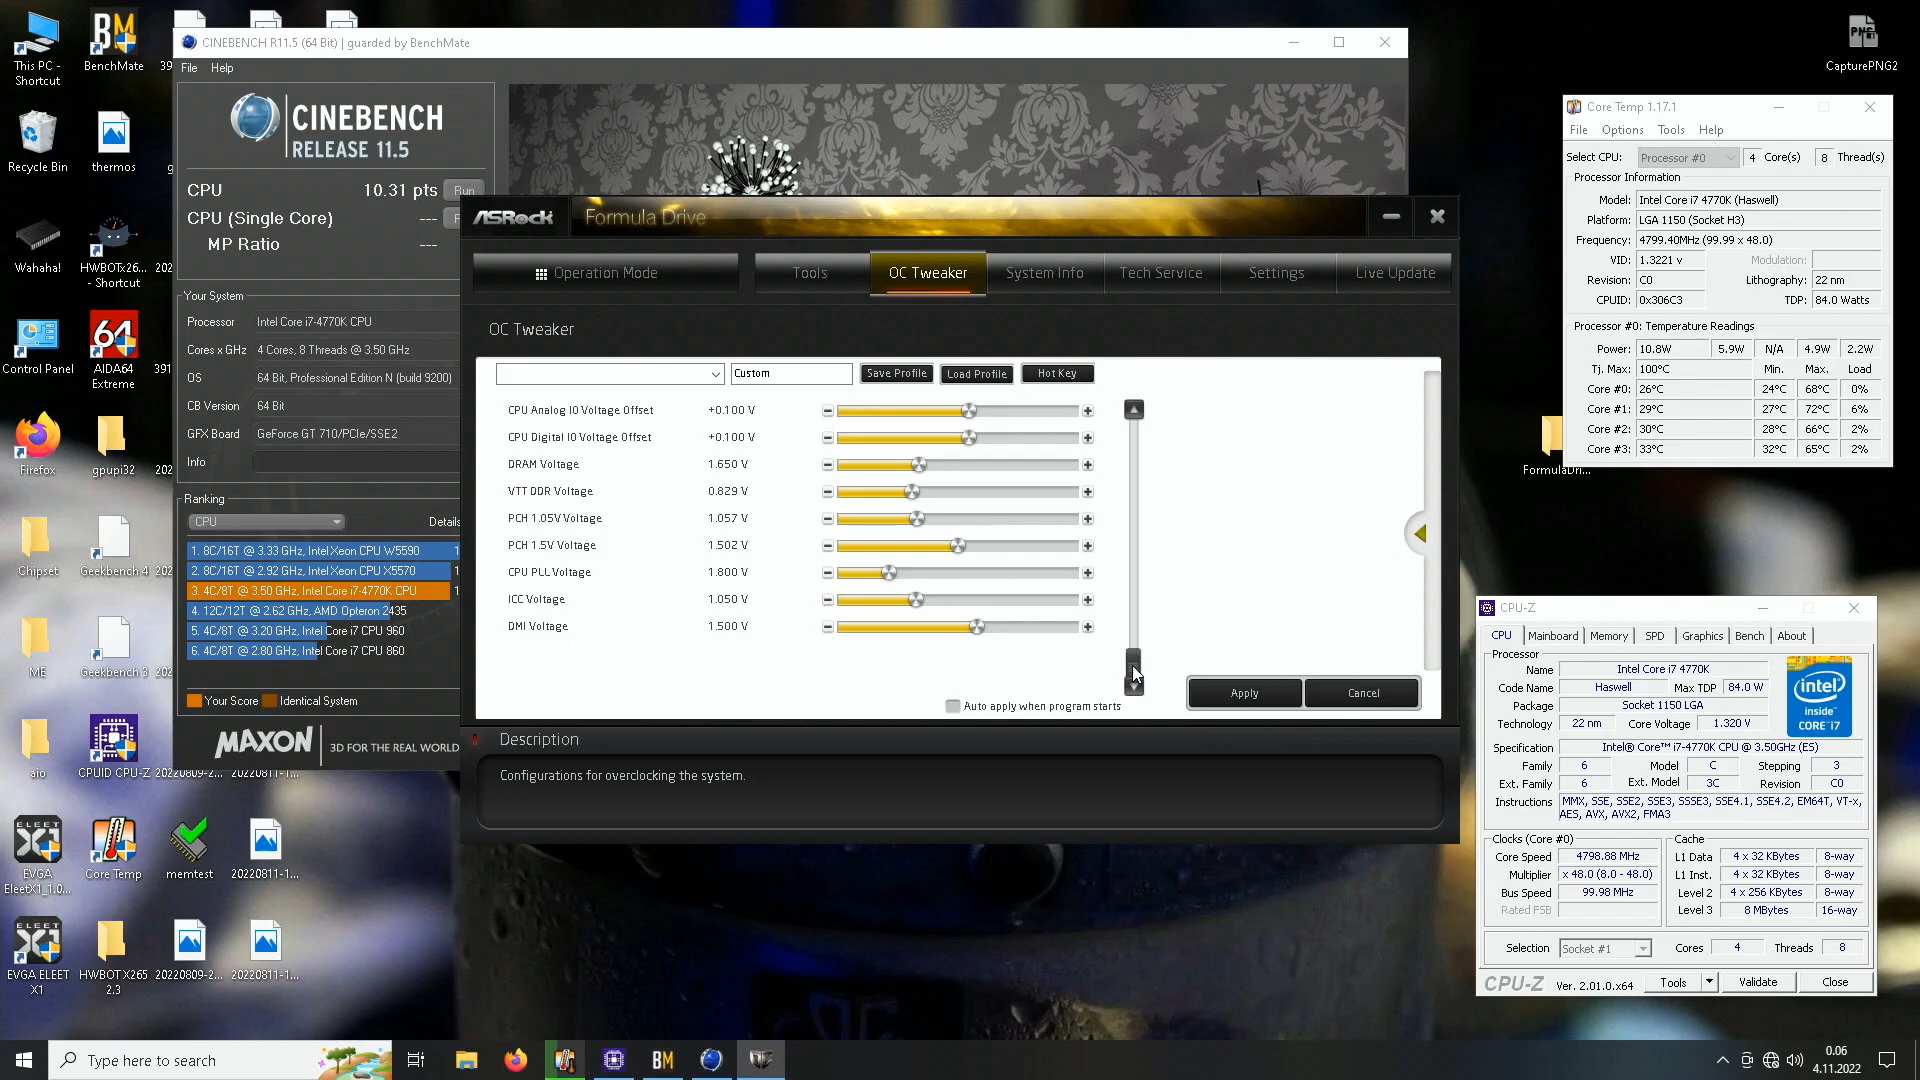 This PC -
Shortcut
BenchMate
39
Recycle Bin
thermos
g
Wahaha!
HWBOTx26...
- Shortcut
202
Control Panel
AIDA64
Extreme
391
Firefox
gpupi32
202
Chipset
Geekbench 4
202
ME
Geekbench 3
202
aio
CPUID CPU-Z
20220809-2...
20220811-1...
EVGA
EleetX1_1.0...
Core Temp
memtest
20220811-1...
EVGA ELEET
X1
HWBOT X265
2.3
20220809-2...
20220811-1...
CapturePNG2
FormulaDri...
CINEBENCH R11.5 (64 Bit) | guarded by BenchMate
File Help
CINEBENCH
RELEASE 11.5
CPU 10.31 pts Run
CPU (Single Core) ---
MP Ratio ---
Your System
Processor Intel Core i7-4770K CPU
Cores x GHz 4 Cores, 8 Threads @ 3.50 GHz
OS 64 Bit, Professional Edition N (build 9200)
CB Version 64 Bit
GFX Board GeForce GT 710/PCIe/SSE2
Info
Ranking
CPU Details
1. 8C/16T @ 3.33 GHz, Intel Xeon CPU W5590 1
2. 8C/16T @ 2.92 GHz, Intel Xeon CPU X5570 1
3. 4C/8T @ 3.50 GHz, Intel Core i7-4770K CPU 1
4. 12C/12T @ 2.62 GHz, AMD Opteron 2435
5. 4C/8T @ 3.20 GHz, Intel Core i7 CPU 960
6. 4C/8T @ 2.80 GHz, Intel Core i7 CPU 860
Your Score Identical System
MAXON 3D FOR THE REAL WORLD
ASRock Formula Drive
Operation Mode Tools OC Tweaker System Info Tech Service Settings Live Update
OC Tweaker
Custom Save Profile Load Profile Hot Key
CPU Analog IO Voltage Offset +0.100 V
CPU Digital IO Voltage Offset +0.100 V
DRAM Voltage 1.650 V
VTT DDR Voltage 0.829 V
PCH 1.05V Voltage 1.057 V
PCH 1.5V Voltage 1.502 V
CPU PLL Voltage 1.800 V
ICC Voltage 1.050 V
DMI Voltage 1.500 V
Apply Cancel
Auto apply when program starts
Description
Configurations for overclocking the system.
Core Temp 1.17.1
File Options Tools Help
Select CPU: Processor #0 4 Core(s) 8 Thread(s)
Processor Information
Model: Intel Core i7 4770K (Haswell)
Platform: LGA 1150 (Socket H3)
Frequency: 4799.40MHz (99.99 x 48.0)
VID: 1.3221 v Modulation:
Revision: C0 Lithography: 22 nm
CPUID: 0x306C3 TDP: 84.0 Watts
Processor #0: Temperature Readings
Power: 10.8W 5.9W N/A 4.9W 2.2W
Tj. Max: 100°C Min. Max. Load
Core #0: 26°C 24°C 68°C 0%
Core #1: 29°C 27°C 72°C 6%
Core #2: 30°C 28°C 66°C 2%
Core #3: 33°C 32°C 65°C 2%
CPU-Z
CPU Mainboard Memory SPD Graphics Bench About
Processor
Name Intel Core i7 4770K
Code Name Haswell Max TDP 84.0 W
Package Socket 1150 LGA
Technology 22 nm Core Voltage 1.320 V
intel
inside™
CORE™ i7
Specification Intel® Core™ i7-4770K CPU @ 3.50GHz (ES)
Family 6 Model C Stepping 3
Ext. Family 6 Ext. Model 3C Revision C0
Instructions MMX, SSE, SSE2, SSE3, SSSE3, SSE4.1, SSE4.2, EM64T, VT-x,
AES, AVX, AVX2, FMA3
Clocks (Core #0) Cache
Core Speed 4798.88 MHz L1 Data 4 x 32 KBytes 8-way
Multiplier x 48.0 (8.0 - 48.0) L1 Inst. 4 x 32 KBytes 8-way
Bus Speed 99.98 MHz Level 2 4 x 256 KBytes 8-way
Rated FSB Level 3 8 MBytes 16-way
Selection Socket #1 Cores 4 Threads 8
CPU-Z Ver. 2.01.0.x64 Tools Validate Close
Type here to search
BM
0.06
4.11.2022